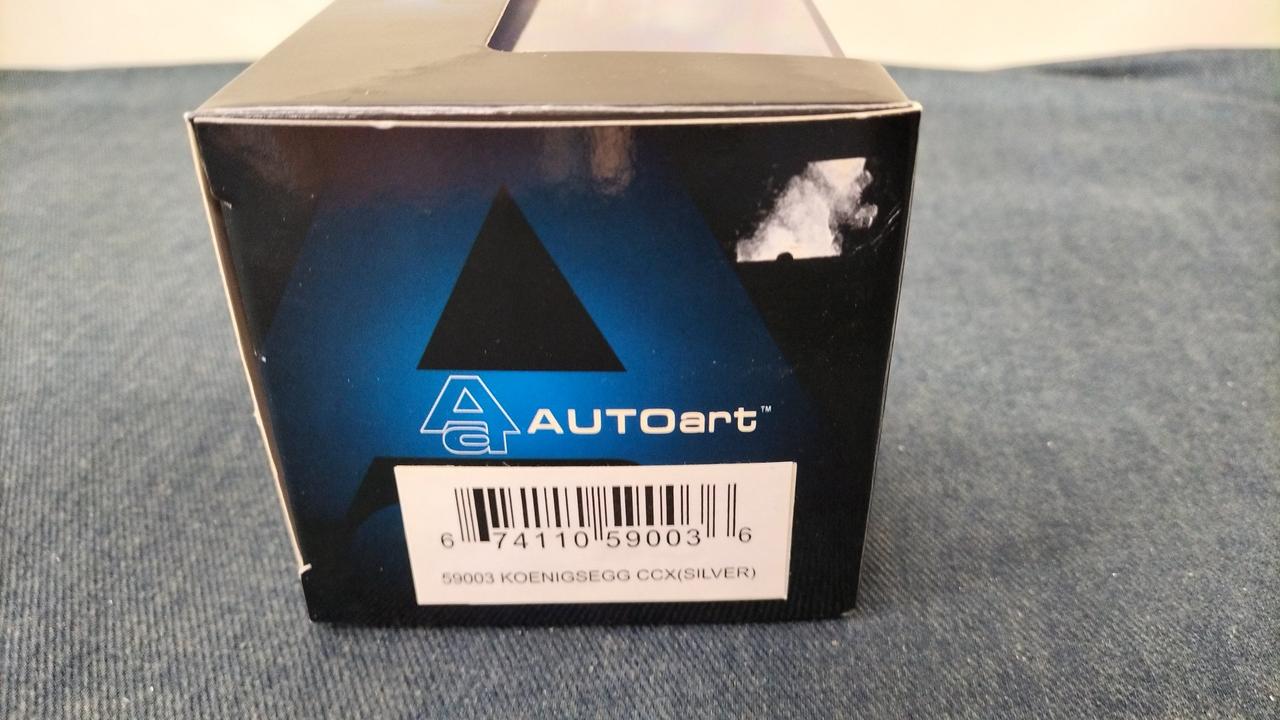 AUTOart™
6 74110 59003 6
59003 KOENIGSEGG CCX(SILVER)